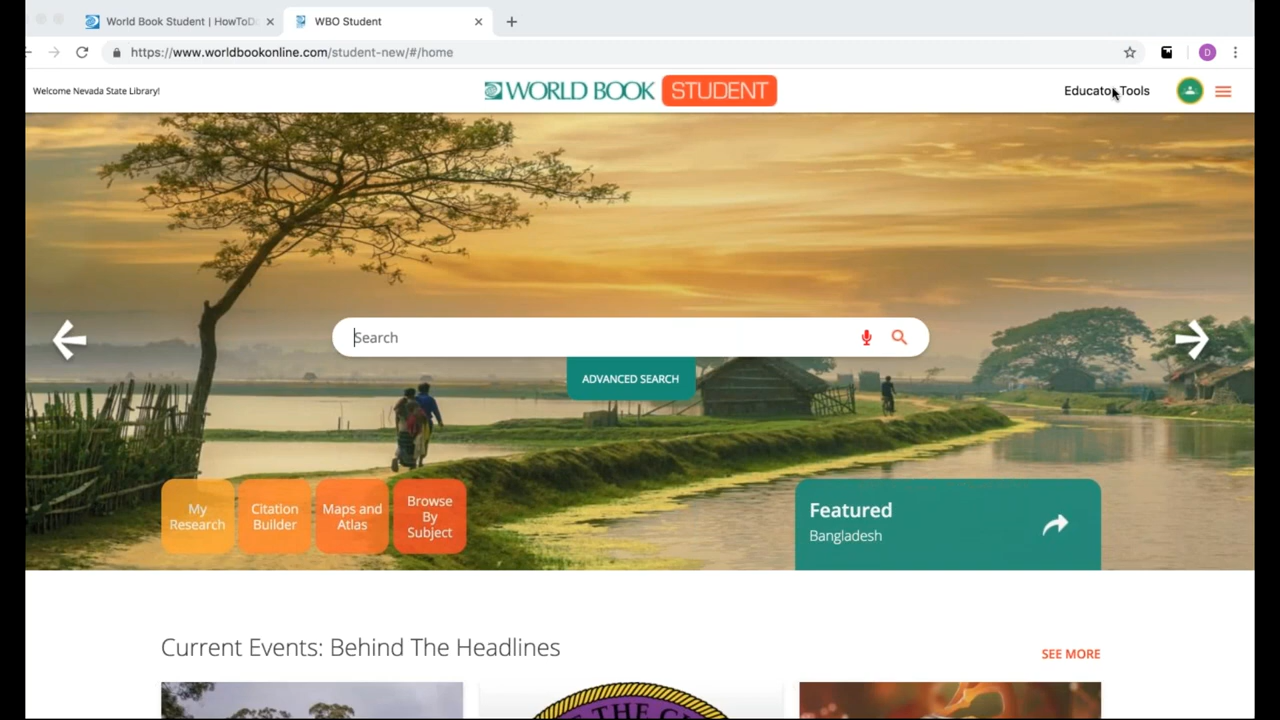 World Book Student | HowToDo
WBO Student
https://www.worldbookonline.com/student-new/#/home
D
Welcome Nevada State Library!
WORLD BOOK STUDENT
Educator Tools
Search
ADVANCED SEARCH
My
Research
Citation
Builder
Maps and
Atlas
Browse
By
Subject
Featured
Bangladesh
Current Events: Behind The Headlines
SEE MORE
THE